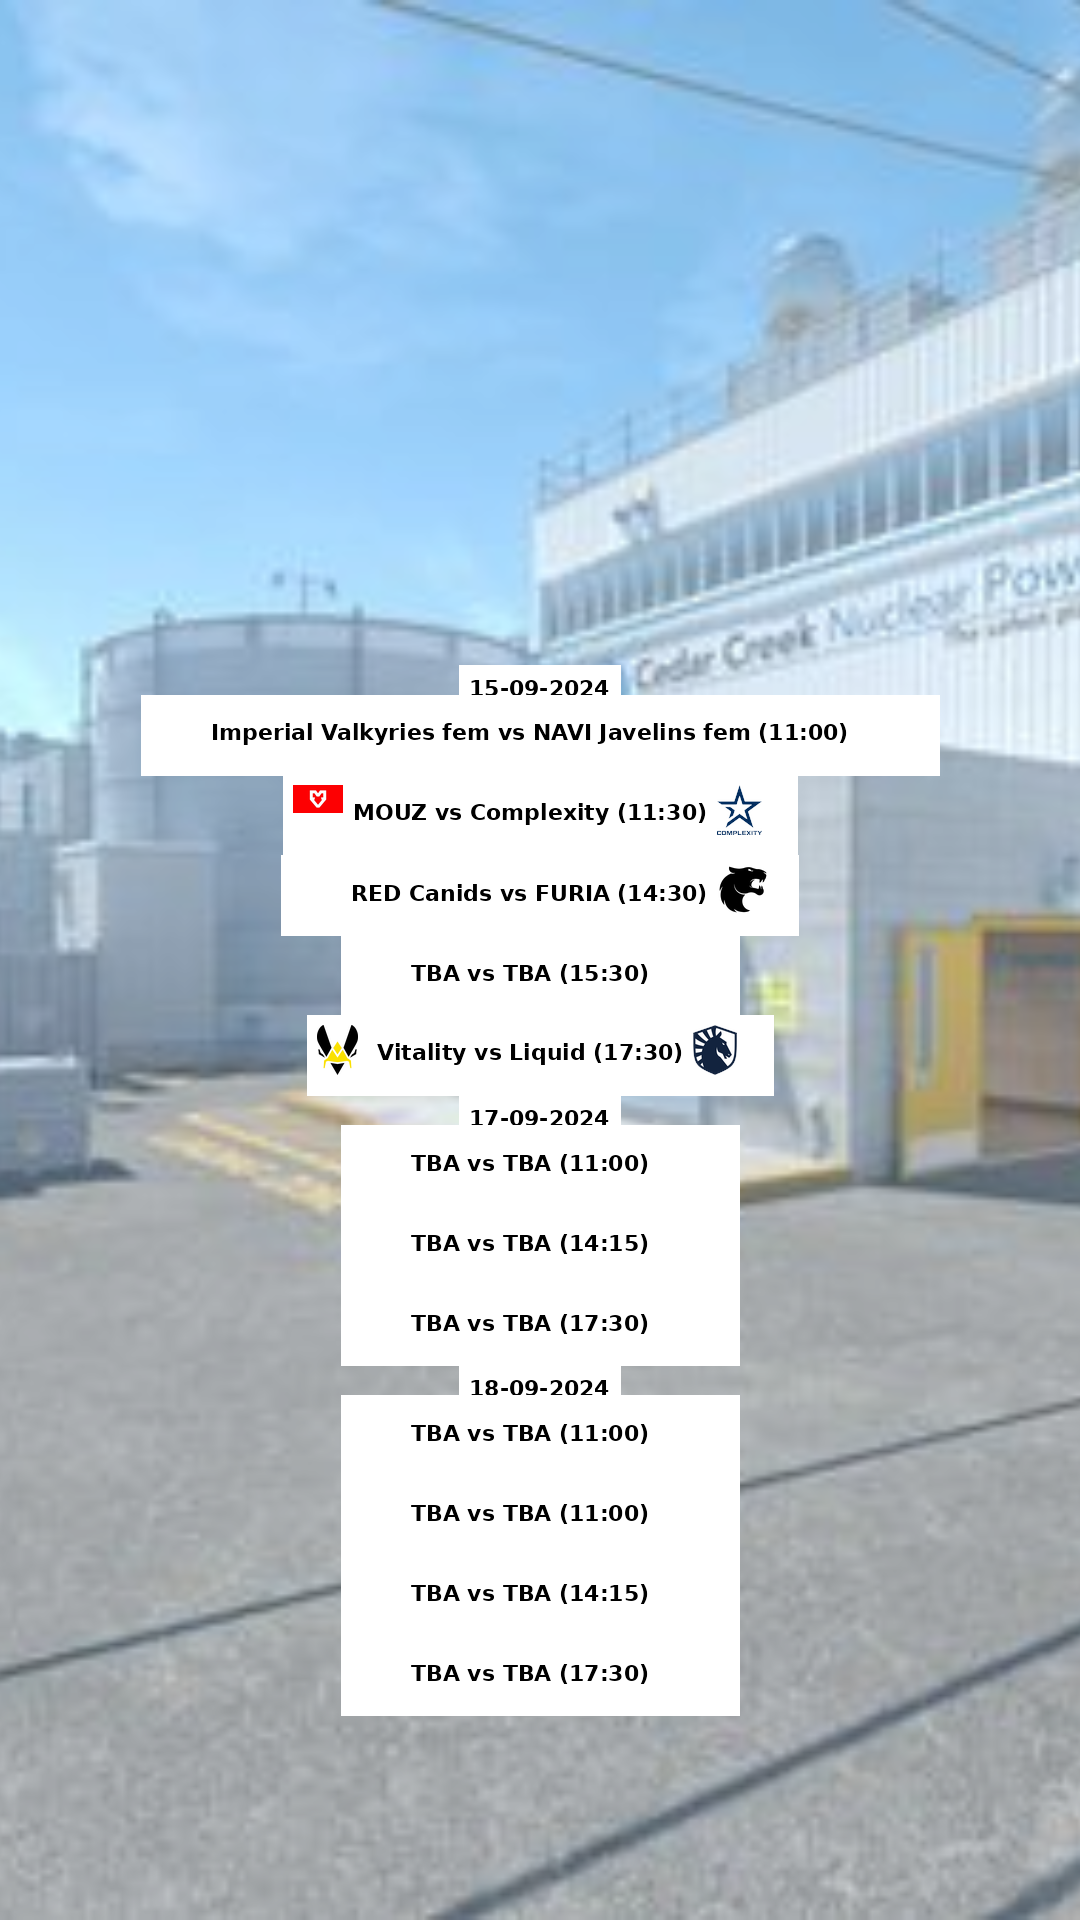 Cedar Creek Nuclear Pow
15-09-2024
Imperial Valkyries fem vs NAVI Javelins fem (11:00)
MOUZ vs Complexity (11:30)
COMPLEXITY
RED Canids vs FURIA (14:30)
TBA vs TBA (15:30)
Vitality vs Liquid (17:30)
17-09-2024
TBA vs TBA (11:00)
TBA vs TBA (14:15)
TBA vs TBA (17:30)
18-09-2024
TBA vs TBA (11:00)
TBA vs TBA (11:00)
TBA vs TBA (14:15)
TBA vs TBA (17:30)